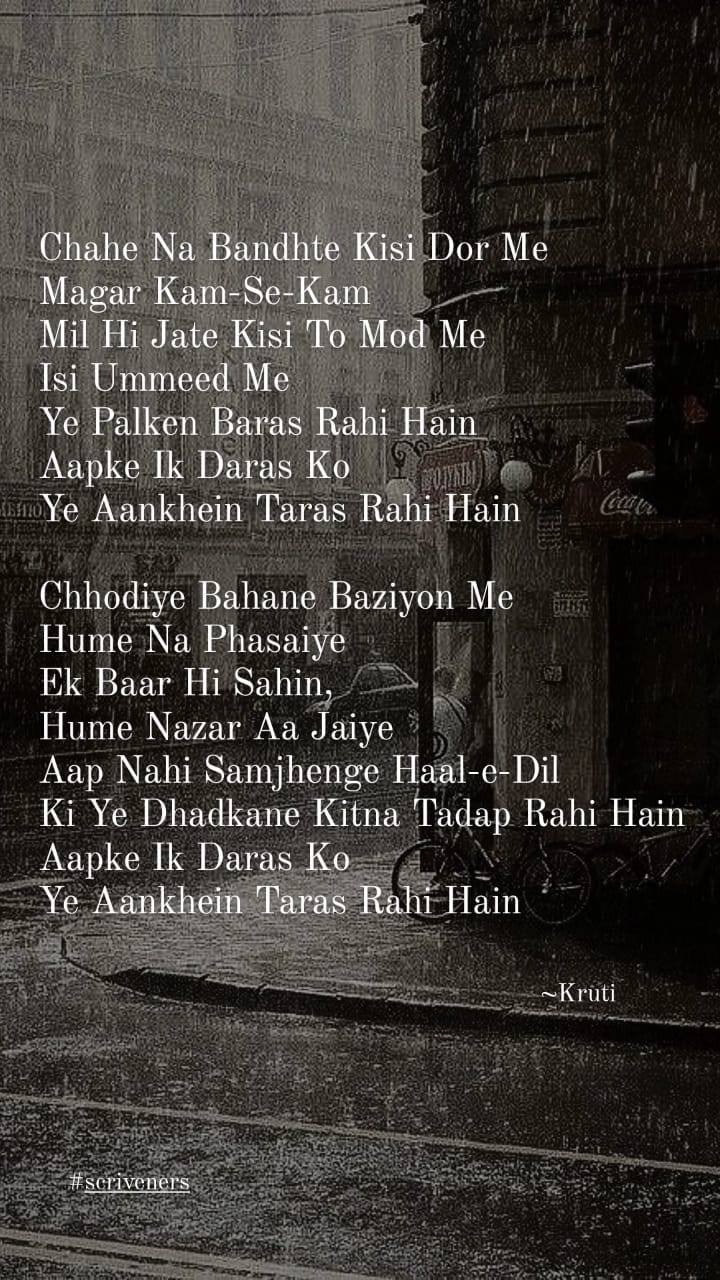 Chahe Na Bandhte Kisi Dor Me
Magar Kam-Se-Kam
Mil Hi Jate Kisi To Mod Me
Isi Ummeed Me
Ye Palken Baras Rahi Hain
Aapke Ik Daras Ko
Ye Aankhein Taras Rahi Hain
Chhodiye Bahane Baziyon Me
Hume Na Phasaiye
Ek Baar Hi Sahin,
Hume Nazar Aa Jaiye
Aap Nahi Samjhenge Haal-e-Dil
Ki Ye Dhadkane Kitna Tadap Rahi Hain
Aapke Ik Daras Ko
Ye Aankhein Taras Rahi Hain
~Kruti
#scriveners